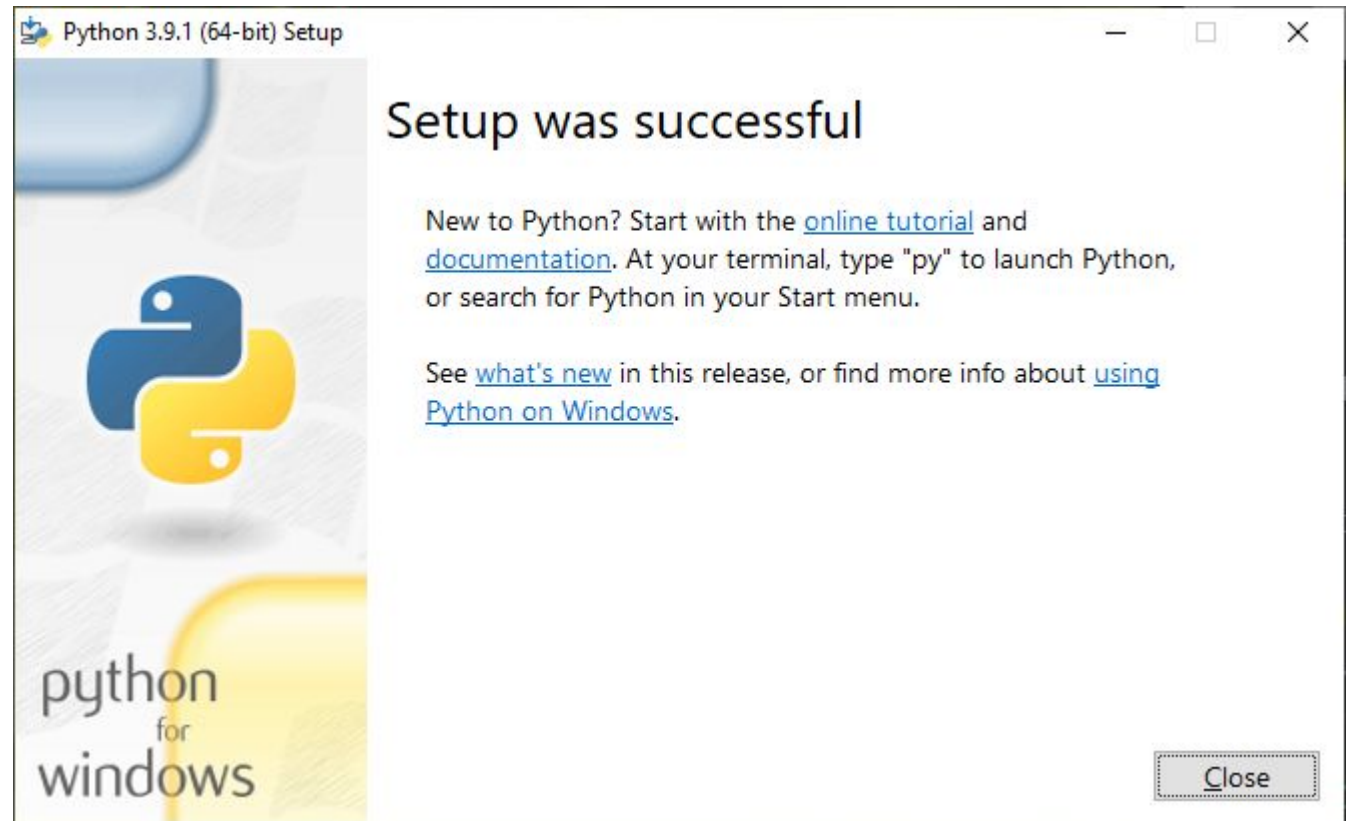 Python 3.9.1 (64-bit) Setup
Setup was successful
New to Python? Start with the online tutorial and
documentation. At your terminal, type "py" to launch Python,
or search for Python in your Start menu.
See what's new in this release, or find more info about using
Python on Windows.
python
for
windows
Close